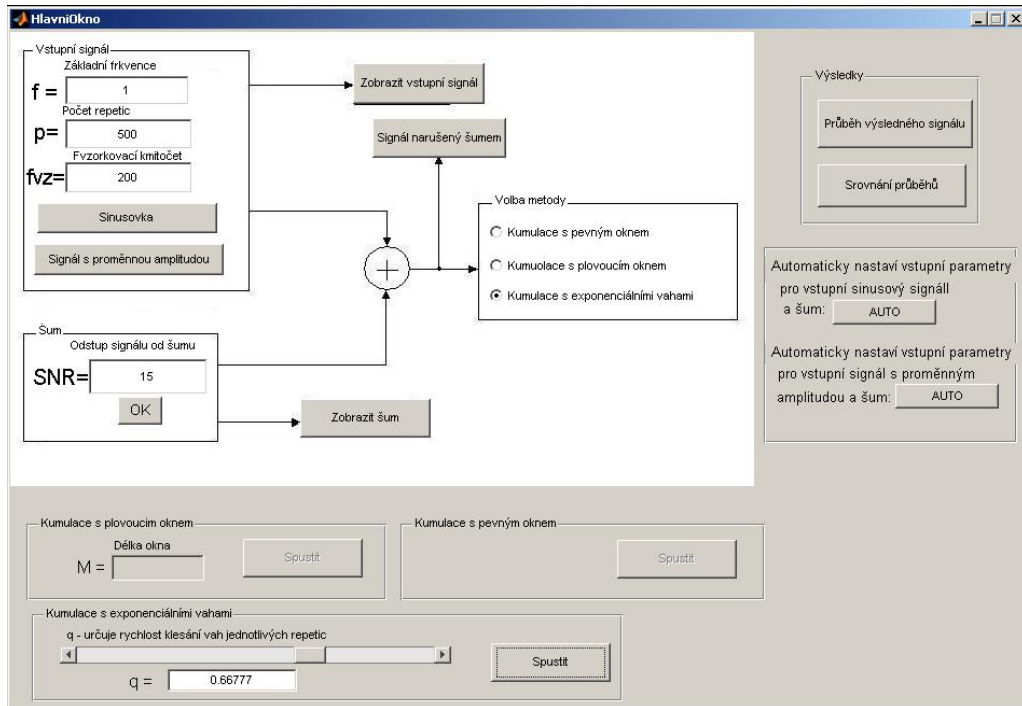 HlavniOkno
Vstupní signál
Základní frkvence
f = 1
Počet repetic
p= 500
Fvzorkovací kmitočet
fvz= 200
Sinusovka
Signál s proměnnou amplitudou
Zobrazit vstupní signál
Signál narušený šumem
Volba metody
Kumulace s pevným oknem
Kumuolace s plovoucím oknem
Kumulace s exponenciálními vahami
Šum
Odstup signálu od šumu
SNR= 15
OK
Zobrazit šum
Výsledky
Průběh výsledného signálu
Srovnání průběhů
Automaticky nastaví vstupní parametry
pro vstupní sinusový signáll
a šum: AUTO
Automaticky nastaví vstupní parametry
pro vstupní signál s proměnným
amplitudou a šum: AUTO
Kumulace s plovoucim oknem
Délka okna
M =
Spustit
Kumulace s pevným oknem
Spustit
Kumulace s exponenciálními vahami
q - určuje rychlost klesání vah jednotlivých repetic
q = 0.66777
Spustit